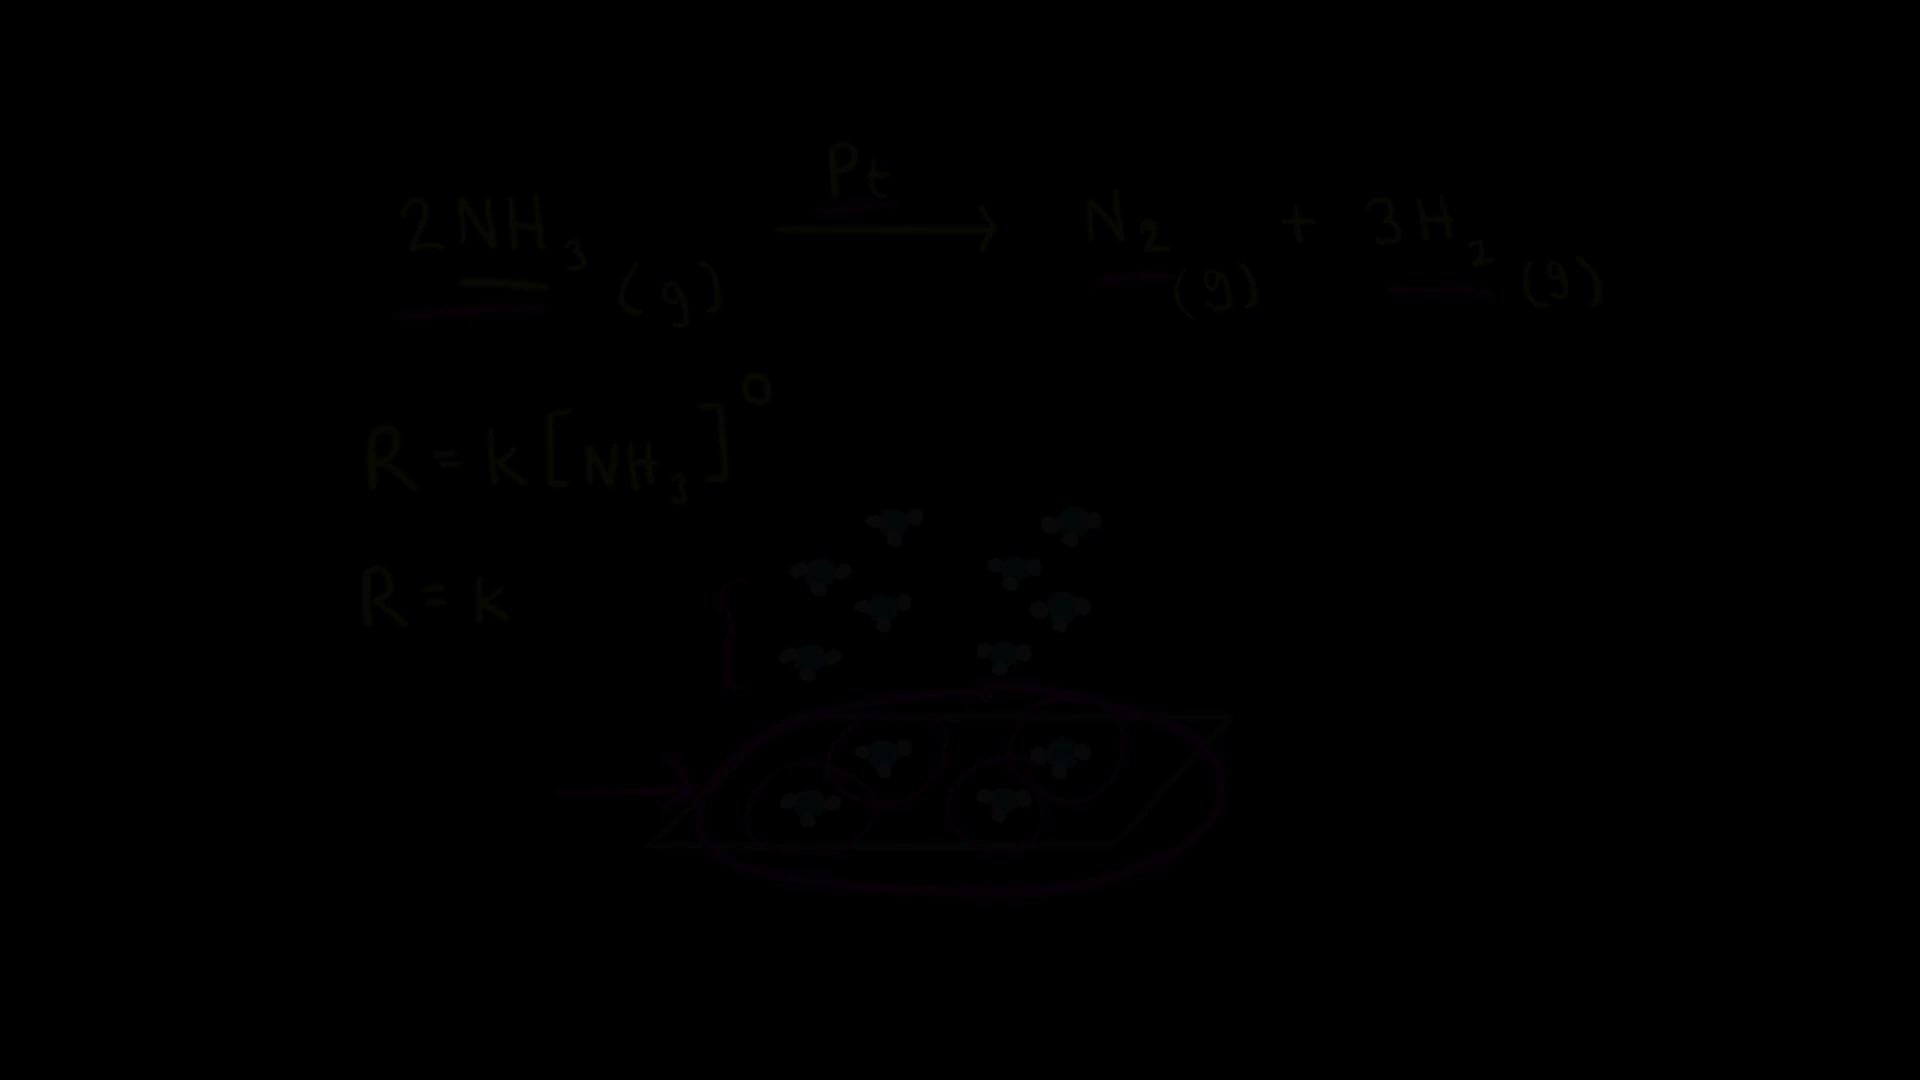 2NH₃(g) Pt→ N₂(g) + 3H₂(g)
R = k[NH₃]⁰
R = k